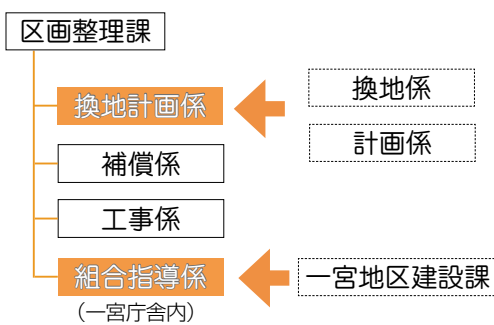 区画整理課
換地計画係
換地係
計画係
補償係
工事係
組合指導係
一宮地区建設課
（一宮庁舎内）